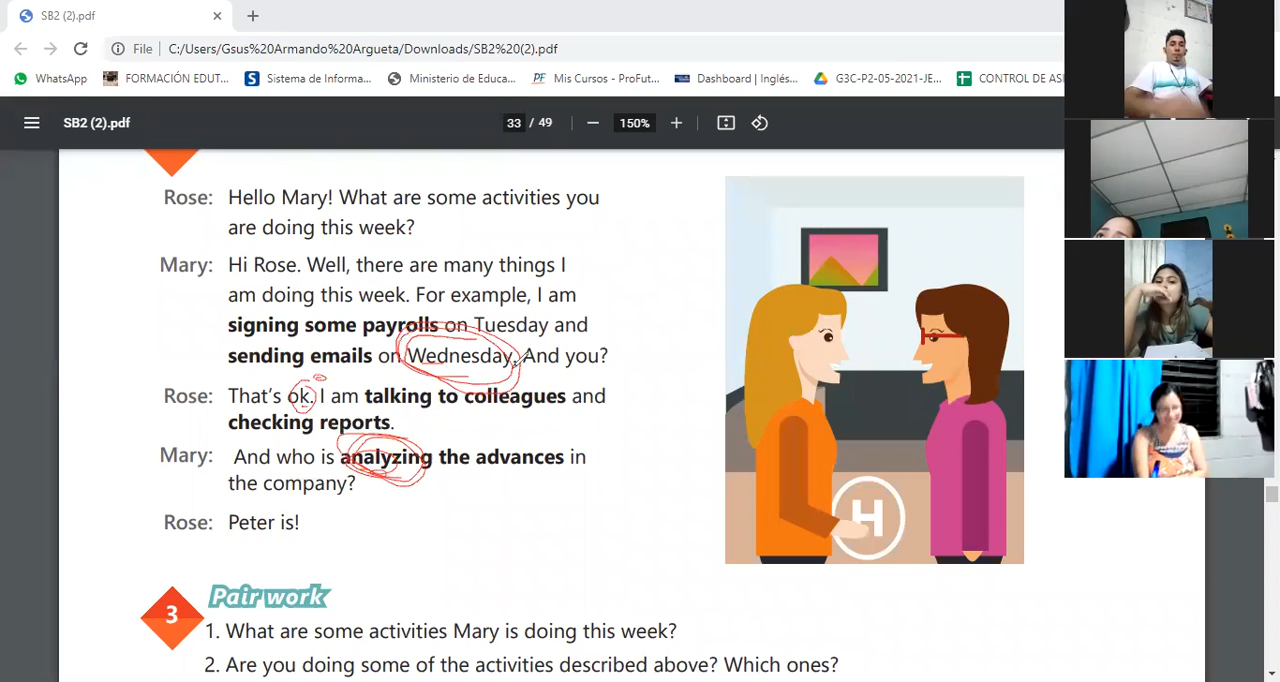 SB2 (2).pdf
File C:/Users/Gsus%20Armando%20Argueta/Downloads/SB2%20(2).pdf
WhatsApp FORMACIÓN EDUT... Sistema de Informa... Ministerio de Educa... PF Mis Cursos - ProFut... Dashboard | Inglés... G3C-P2-05-2021-JE... CONTROL DE AS
SB2 (2).pdf 33 / 49 150%
Rose: Hello Mary! What are some activities you
are doing this week?
Mary: Hi Rose. Well, there are many things I
am doing this week. For example, I am
signing some payrolls on Tuesday and
sending emails on Wednesday, And you?
Rose: That's ok. I am talking to colleagues and
checking reports.
Mary: And who is analyzing the advances in
the company?
Rose: Peter is!
H
3 Pair work
1. What are some activities Mary is doing this week?
2. Are you doing some of the activities described above? Which ones?